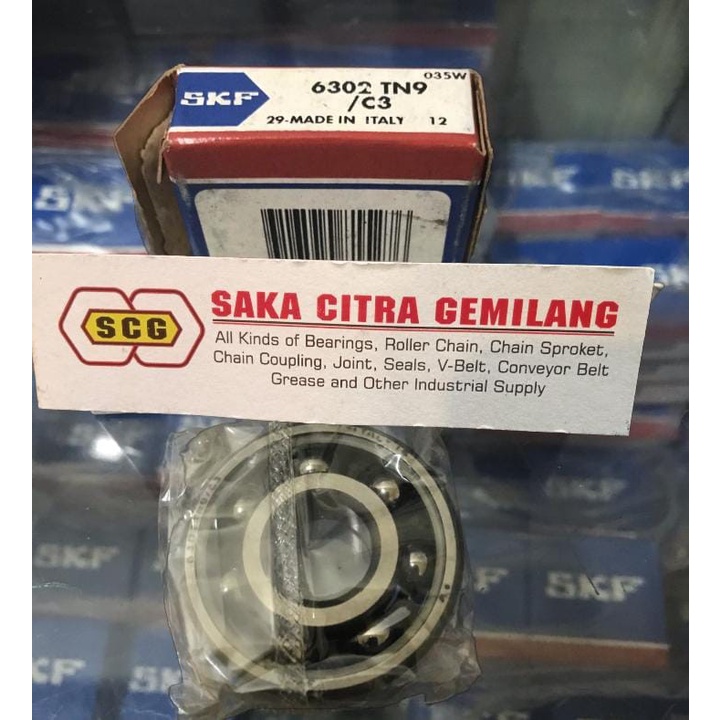 035W
SKF
6302 TN9
/C3
29-MADE IN ITALY 12
SCG
SAKA CITRA GEMILANG
All Kinds of Bearings, Roller Chain, Chain Sproket,
Chain Coupling, Joint, Seals, V-Belt, Conveyor Belt
Grease and Other Industrial Supply
SKF
SKF
SKF
SKF
SKF